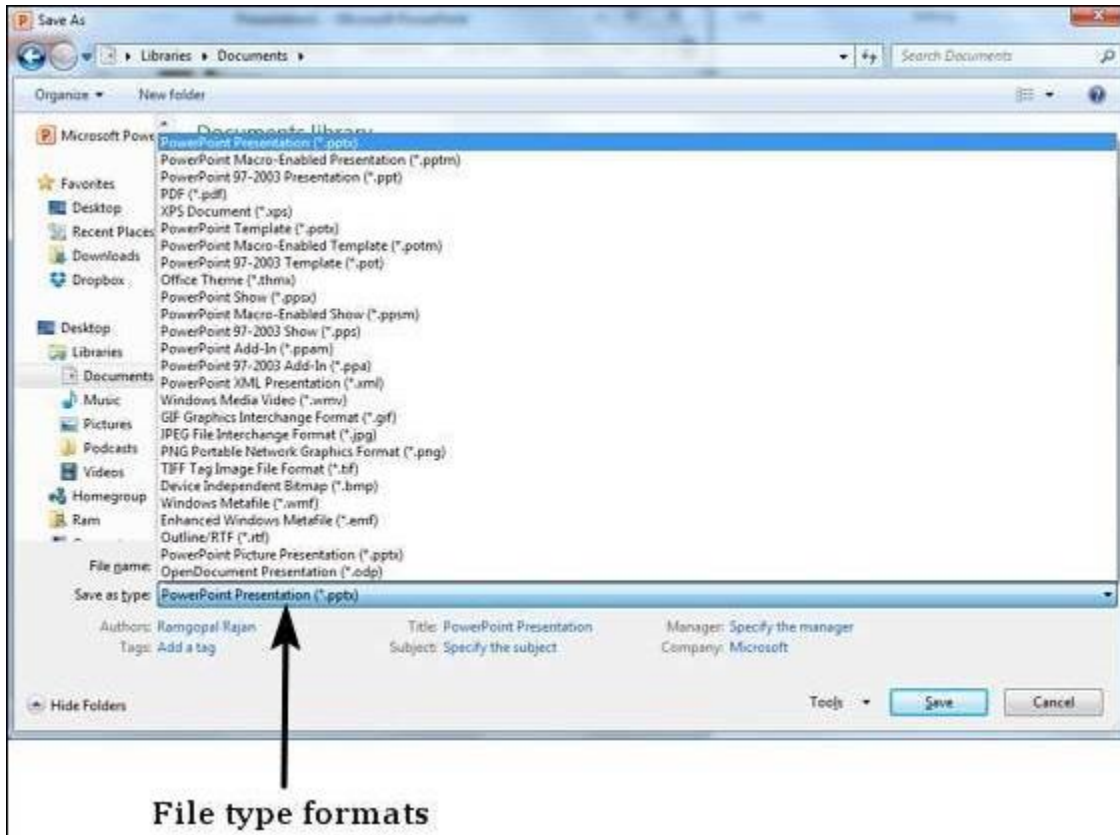 Save As
Libraries Documents
Search Documents
Organize
New folder
Microsoft Powe
Documents library
PowerPoint Presentation (*.pptx)
PowerPoint Macro-Enabled Presentation (*.pptm)
PowerPoint 97-2003 Presentation (*.ppt)
PDF (*.pdf)
XPS Document (*.xps)
PowerPoint Template (*.potx)
PowerPoint Macro-Enabled Template (*.potm)
PowerPoint 97-2003 Template (*.pot)
Office Theme (*.thmx)
PowerPoint Show (*.ppsx)
PowerPoint Macro-Enabled Show (*.ppsm)
PowerPoint 97-2003 Show (*.pps)
PowerPoint Add-In (*.ppam)
PowerPoint 97-2003 Add-In (*.ppa)
PowerPoint XML Presentation (*.xml)
Windows Media Video (*.wmv)
GIF Graphics Interchange Format (*.gif)
JPEG File Interchange Format (*.jpg)
PNG Portable Network Graphics Format (*.png)
TIFF Tag Image File Format (*.tif)
Device Independent Bitmap (*.bmp)
Windows Metafile (*.wmf)
Enhanced Windows Metafile (*.emf)
Outline/RTF (*.rtf)
PowerPoint Picture Presentation (*.pptx)
OpenDocument Presentation (*.odp)
Favorites
Desktop
Recent Places
Downloads
Dropbox
Desktop
Libraries
Documents
Music
Pictures
Podcasts
Videos
Homegroup
Ram
File name:
Save as type: PowerPoint Presentation (*.pptx)
Authors: Ramgopal Rajan
Title: PowerPoint Presentation
Manager: Specify the manager
Tags: Add a tag
Subject: Specify the subject
Company: Microsoft
Hide Folders
Tools
Save
Cancel
File type formats